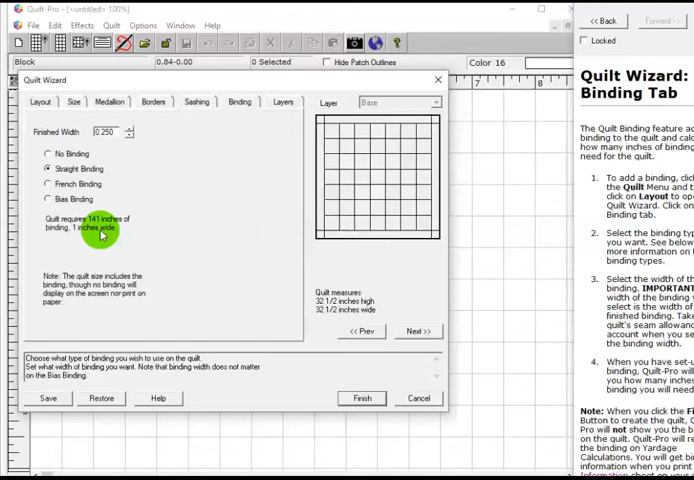 Quilt-Pro - [<untitled> 100%]
File Edit Block Quilt Options Window Help
Block 0.84-0.00 0 Selected Hide Patch Outlines Color 16
7 8
Quilt Wizard
Layout Size Medallion Borders Sashing Binding Layers
Layer Base
Finished Width 0.250
No Binding
Straight Binding
French Binding
Bias Binding
Quilt requires 141 inches of
binding, 1 inches wide.
Note: The quilt size includes the
binding, though no binding will
display on the screen nor print on
paper.
Quilt measures
32 1/2 inches high
32 1/2 inches wide
<< Prev Next >>
Choose what type of binding you wish to use on the quilt.
Set what width of binding you want. Note that binding width does not matter
on the Bias Binding.
Save Restore Help Finish Cancel
<< Back Forward >>
Locked
Quilt Wizard:
Binding Tab
The Quilt Binding feature a
binding to the quilt and calc
how many inches of binding
need for the quilt.
1. To add a binding, clic
the Quilt Menu and t
click on Layout to op
Quilt Wizard. Click on
Binding tab.
2. Select the binding typ
you want. See below
more information on t
binding types.
3. Select the width of th
binding. IMPORTANT
width of the binding y
select is the width of
finished binding. Take
quilt's seam allowanc
account when you se
the binding width.
4. When you have set-u
binding, Quilt-Pro will
you how many inches
binding you will need
Note: When you click the Fi
Button to create the quilt, Q
Pro will not show you the b
on the quilt. Quilt-Pro will re
the binding on Yardage
Calculations. You will get bi
information when you print
Information sheet on your